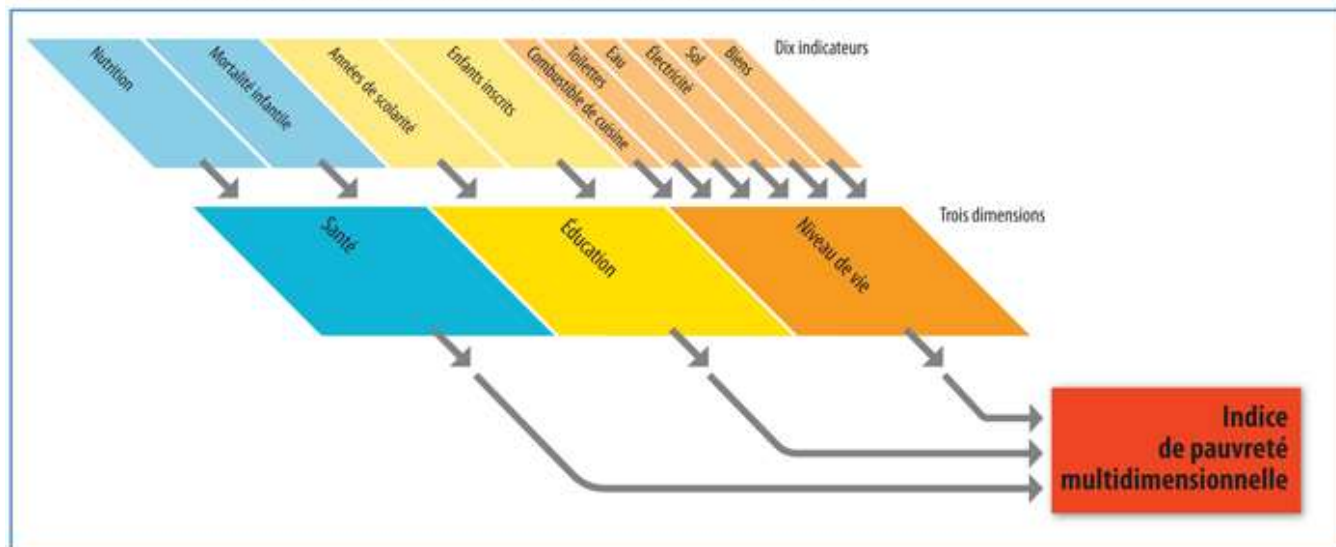 Nutrition
Mortalité infantile
Années de scolarité
Enfants inscrits
Combustible de cuisine
Toilettes
Eau
Électricité
Sol
Biens
Dix indicateurs
Santé
Éducation
Niveau de vie
Trois dimensions
Indice
de pauvreté
multidimensionnelle